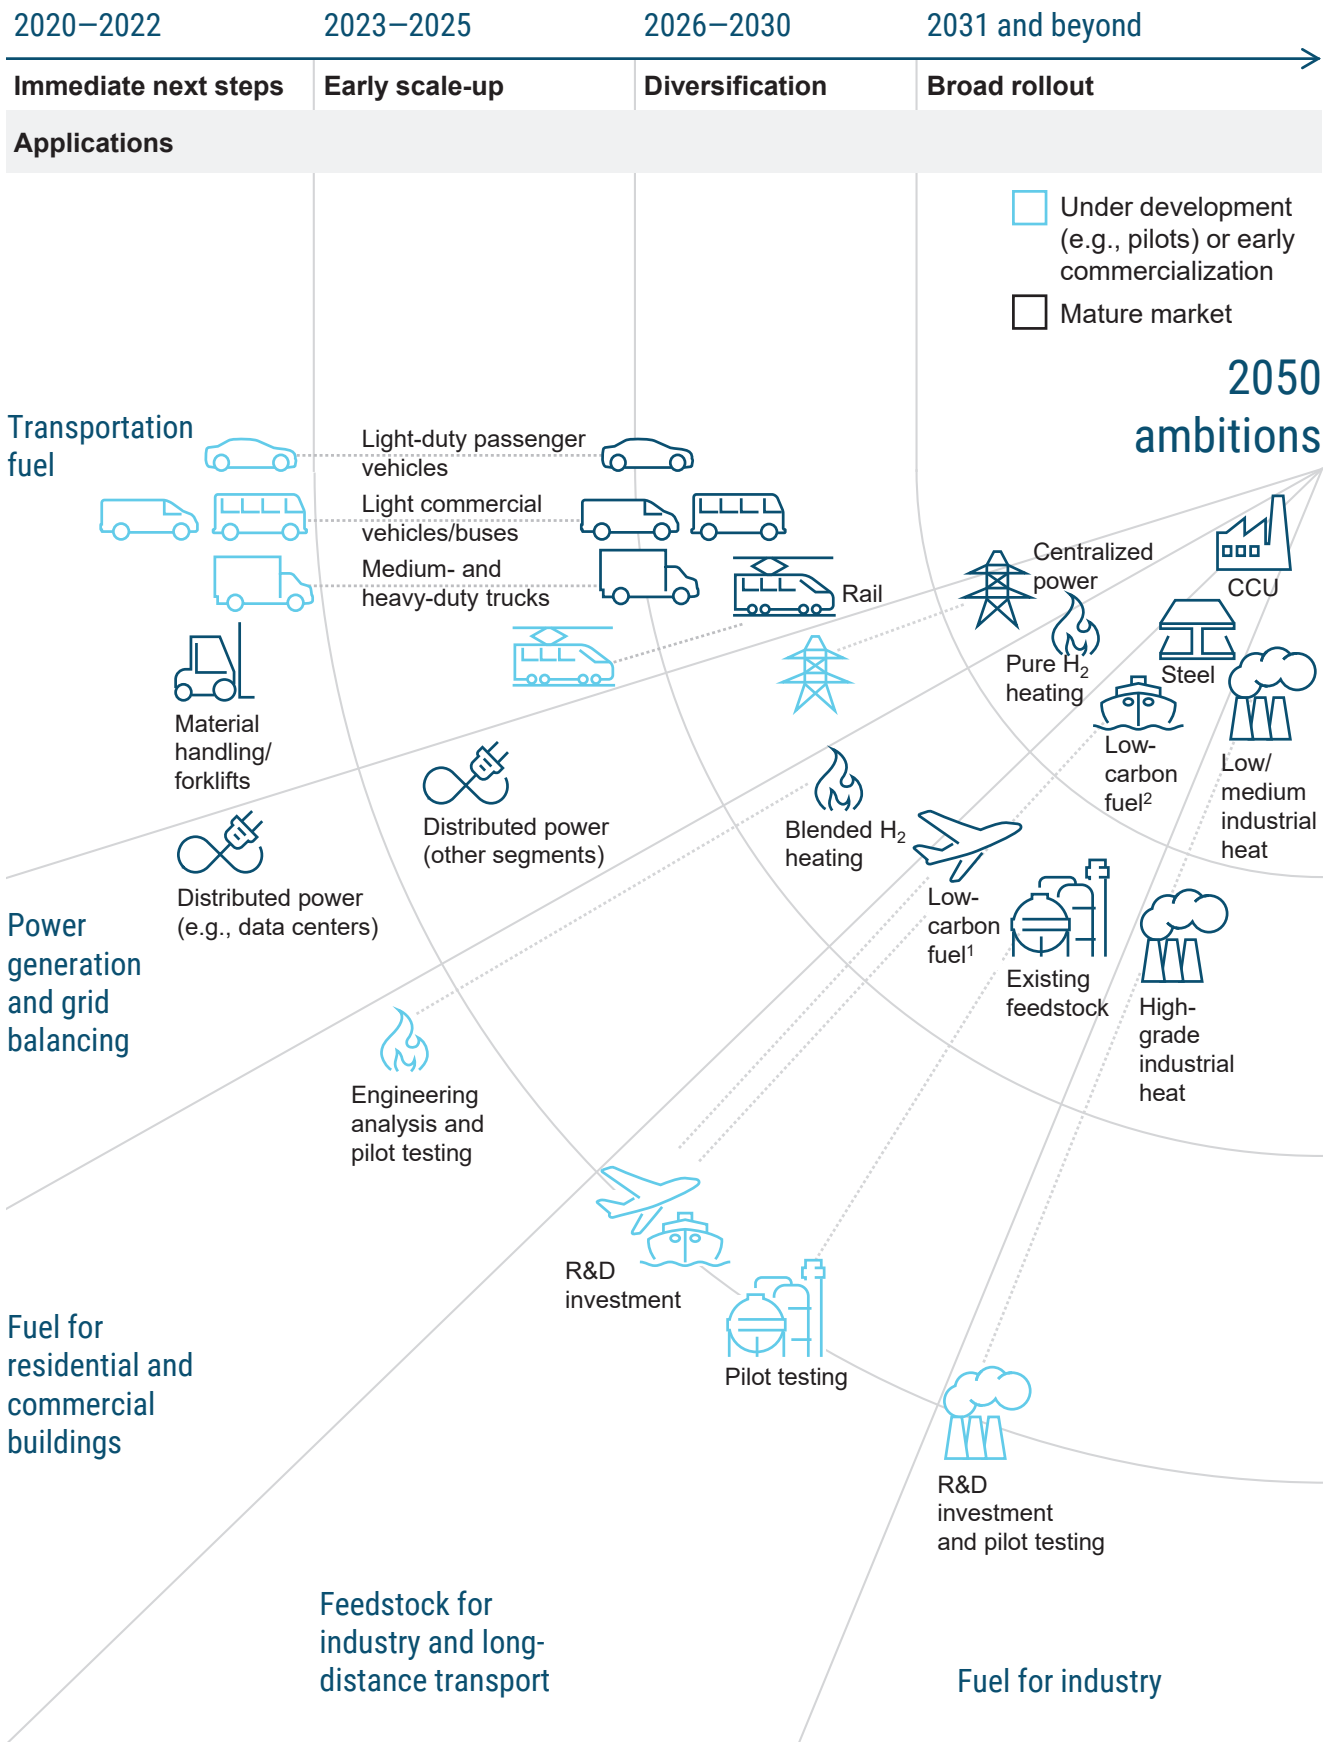 2020–2022
2023–2025
2026–2030
2031 and beyond
Immediate next steps
Early scale-up
Diversification
Broad rollout
Applications
Under development
(e.g., pilots) or early
commercialization
Mature market
2050
ambitions
Transportation
fuel
Light-duty passenger
vehicles
Light commercial
vehicles/buses
Medium- and
heavy-duty trucks
Rail
Centralized
power
CCU
Material
handling/
forklifts
Pure H₂
heating
Steel
Low-
carbon
fuel²
Low/
medium
industrial
heat
Distributed power
(other segments)
Blended H₂
heating
Distributed power
(e.g., data centers)
Low-
carbon
fuel¹
Existing
feedstock
High-
grade
industrial
heat
Power
generation
and grid
balancing
Engineering
analysis and
pilot testing
R&D
investment
Pilot testing
Fuel for
residential and
commercial
buildings
R&D
investment
and pilot testing
Feedstock for
industry and long-
distance transport
Fuel for industry